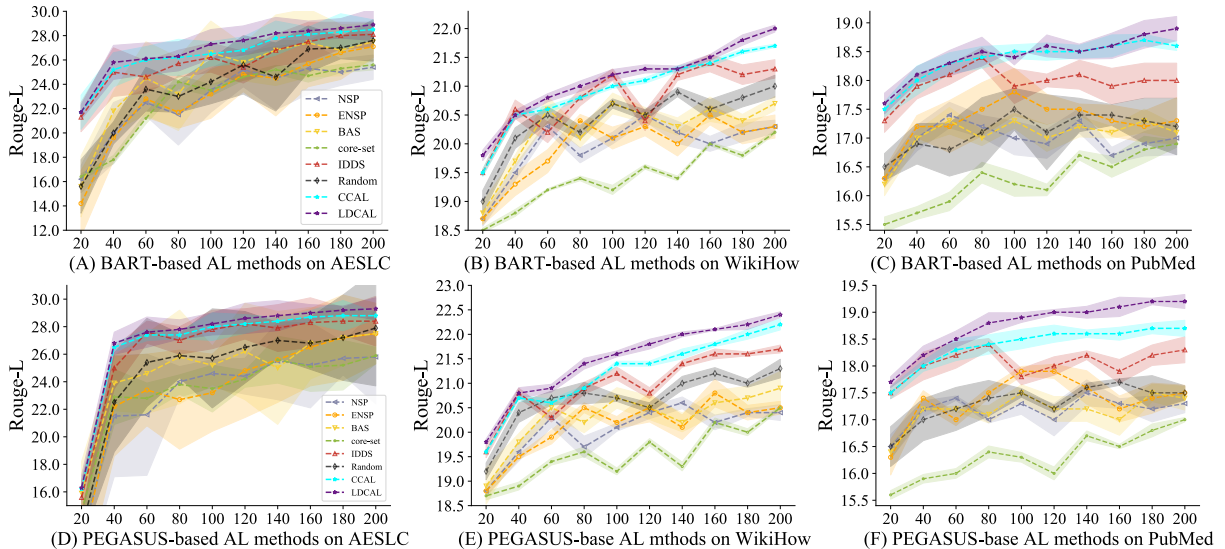 Rouge-L
30.0
28.0
26.0
24.0
22.0
20.0
18.0
16.0
14.0
12.0
NSP
ENSP
BAS
core-set
IDDS
Random
CCAL
LDCAL
20 40 60 80 100 120 140 160 180 200
(A) BART-based AL methods on AESLC
Rouge-L
22.0
21.5
21.0
20.5
20.0
19.5
19.0
18.5
20 40 60 80 100 120 140 160 180 200
(B) BART-based AL methods on WikiHow
Rouge-L
19.0
18.5
18.0
17.5
17.0
16.5
16.0
15.5
20 40 60 80 100 120 140 160 180 200
(C) BART-based AL methods on PubMed
Rouge-L
30.0
28.0
26.0
24.0
22.0
20.0
18.0
16.0
NSP
ENSP
BAS
core-set
IDDS
Random
CCAL
LDCAL
20 40 60 80 100 120 140 160 180 200
(D) PEGASUS-based AL methods on AESLC
Rouge-L
23.0
22.5
22.0
21.5
21.0
20.5
20.0
19.5
19.0
18.5
20 40 60 80 100 120 140 160 180 200
(E) PEGASUS-base AL mthods on WikiHow
Rouge-L
19.5
19.0
18.5
18.0
17.5
17.0
16.5
16.0
15.5
20 40 60 80 100 120 140 160 180 200
(F) PEGASUS-base AL methods on PubMed